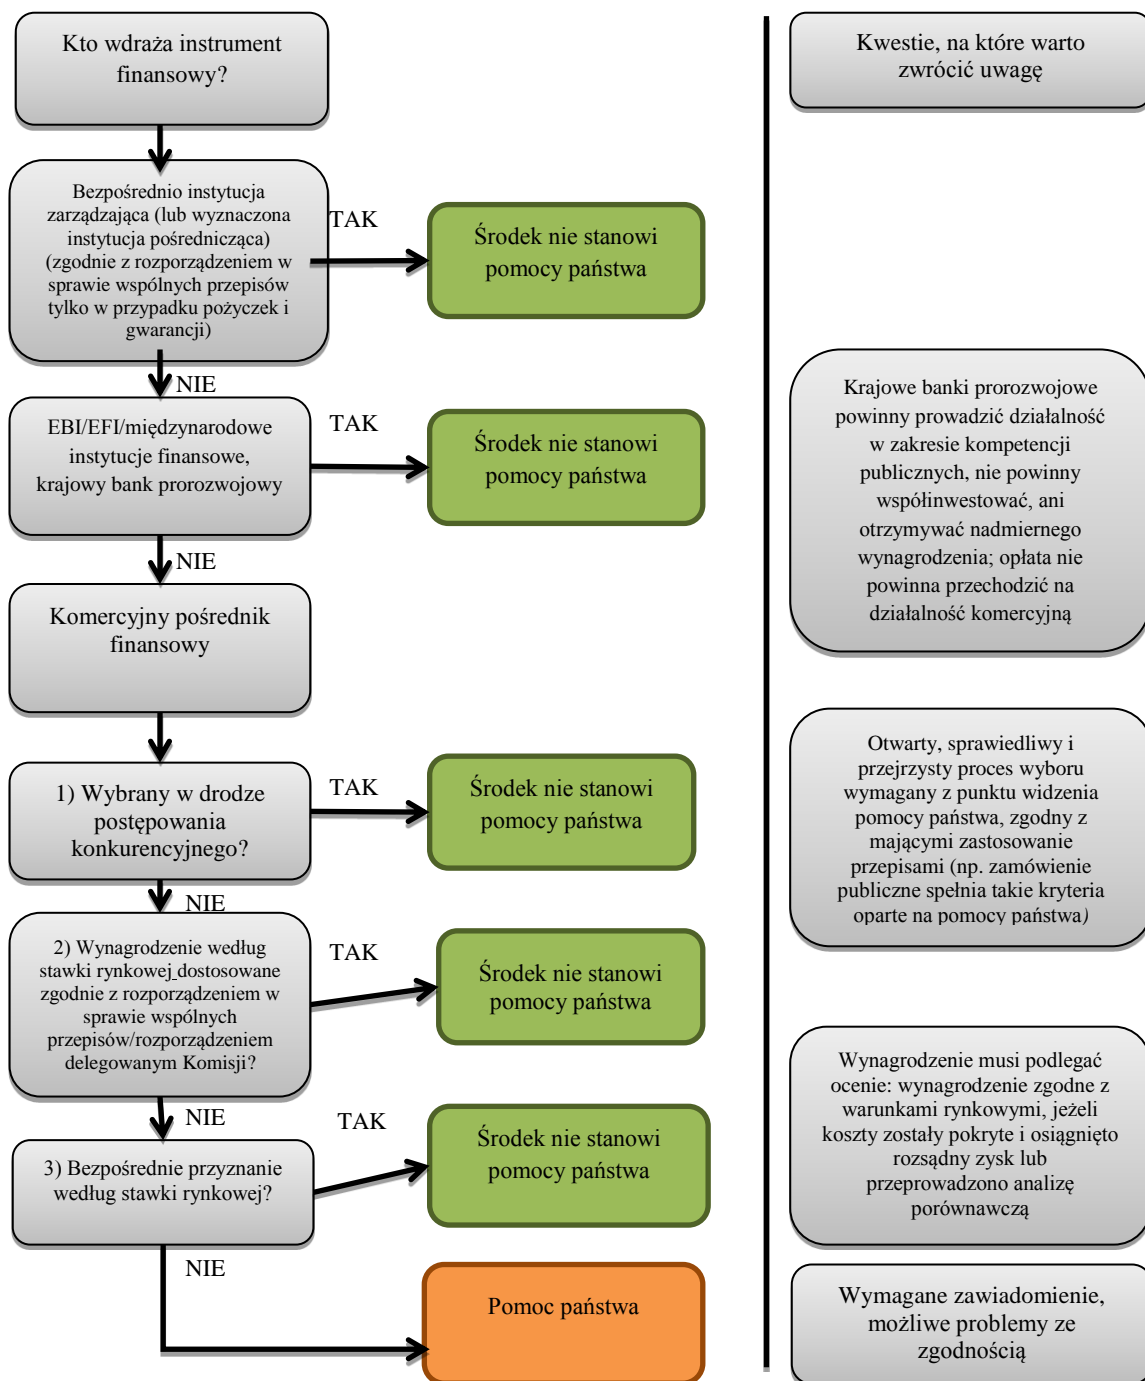 Kto wdraża instrument
finansowy?
Bezpośrednio instytucja
zarządzająca (lub wyznaczona
instytucja pośrednicząca)
(zgodnie z rozporządzeniem w
sprawie wspólnych przepisów
tylko w przypadku pożyczek i
gwarancji)
TAK
Środek nie stanowi
pomocy państwa
NIE
EBI/EFI/międzynarodowe
instytucje finansowe,
krajowy bank prorozwojowy
TAK
Środek nie stanowi
pomocy państwa
NIE
Komercyjny pośrednik
finansowy
1) Wybrany w drodze
postępowania
konkurencyjnego?
TAK
Środek nie stanowi
pomocy państwa
NIE
2) Wynagrodzenie według
stawki rynkowej dostosowane
zgodnie z rozporządzeniem w
sprawie wspólnych
przepisów/rozporządzeniem
delegowanym Komisji?
TAK
Środek nie stanowi
pomocy państwa
NIE
3) Bezpośrednie przyznanie
według stawki rynkowej?
TAK
Środek nie stanowi
pomocy państwa
NIE
Pomoc państwa
Kwestie, na które warto
zwrócić uwagę
Krajowe banki prorozwojowe
powinny prowadzić działalność
w zakresie kompetencji
publicznych, nie powinny
współinwestować, ani
otrzymywać nadmiernego
wynagrodzenia; opłata nie
powinna przechodzić na
działalność komercyjną
Otwarty, sprawiedliwy i
przejrzysty proces wyboru
wymagany z punktu widzenia
pomocy państwa, zgodny z
mającymi zastosowanie
przepisami (np. zamówienie
publiczne spełnia takie kryteria
oparte na pomocy państwa)
Wynagrodzenie musi podlegać
ocenie: wynagrodzenie zgodne z
warunkami rynkowymi, jeżeli
koszty zostały pokryte i osiągnięto
rozsądny zysk lub
przeprowadzono analizę
porównawczą
Wymagane zawiadomienie,
możliwe problemy ze
zgodnością